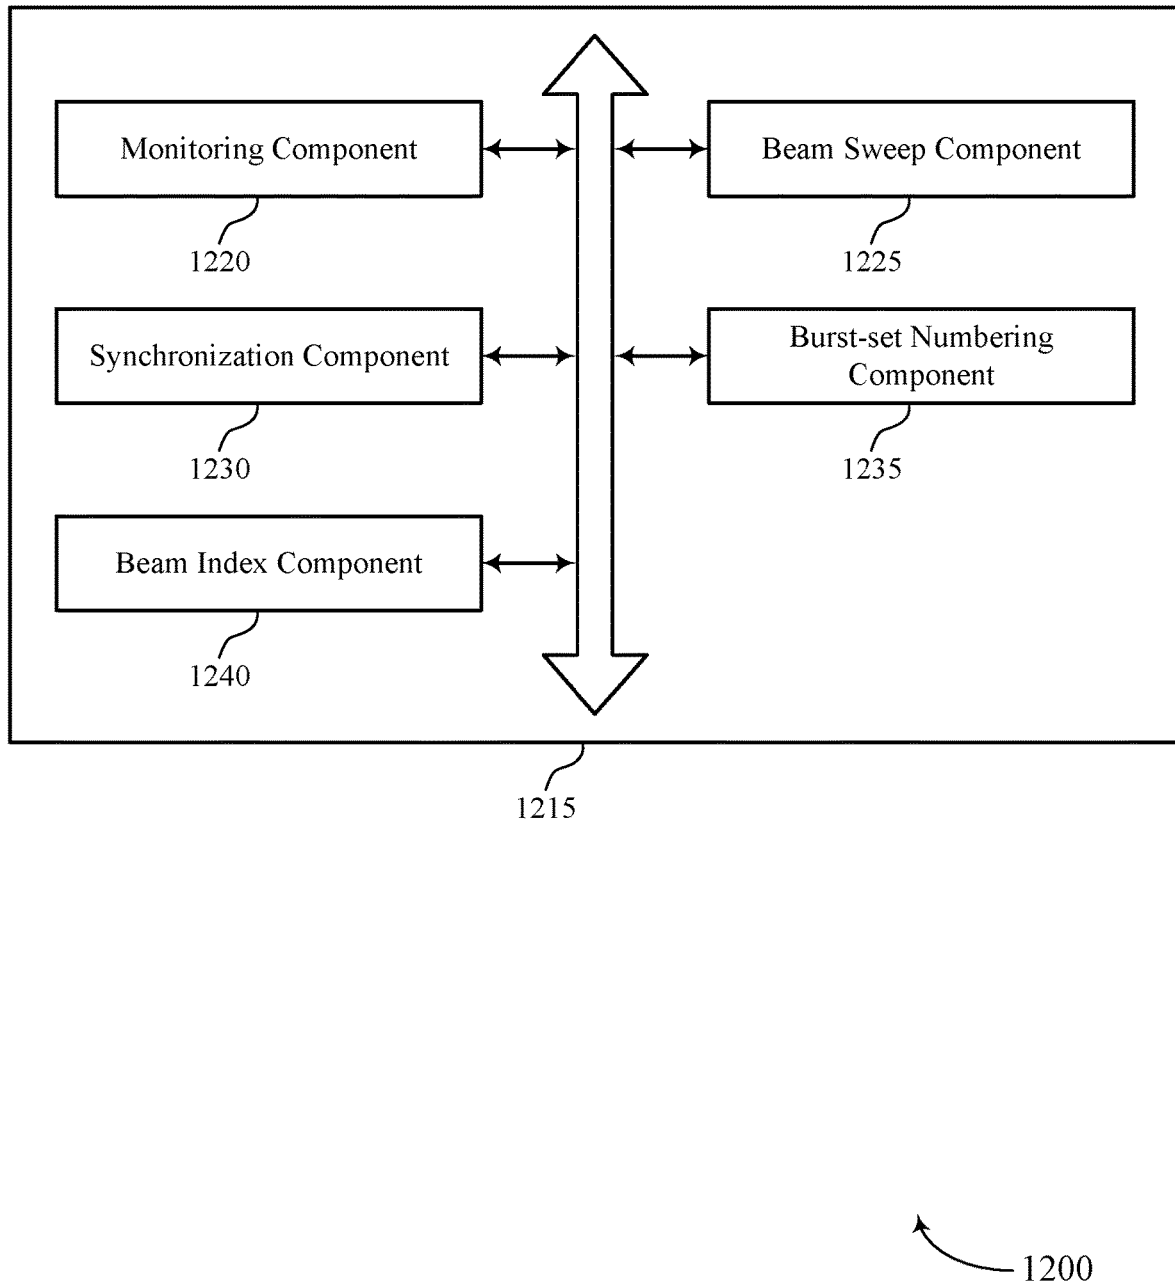 Monitoring Component
Beam Sweep Component
1220
1225
Synchronization Component
Burst-set Numbering
Component
1230
1235
Beam Index Component
1240
1215
1200